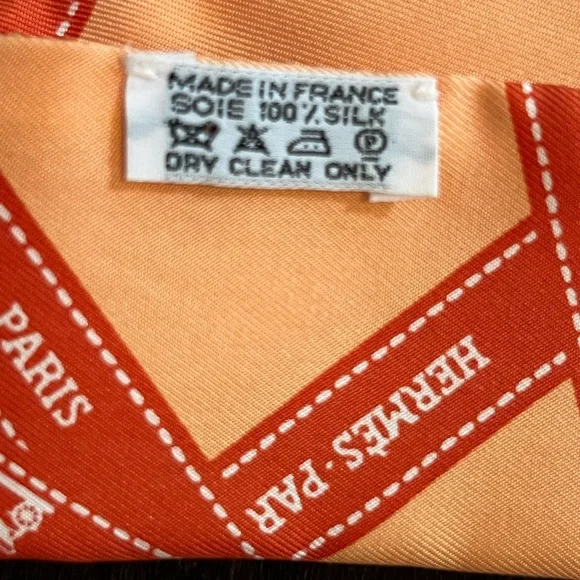 MADE IN FRANCE
SOIE 100% SILK
P
DRY CLEAN ONLY
PARIS
HERMÈS-PAR